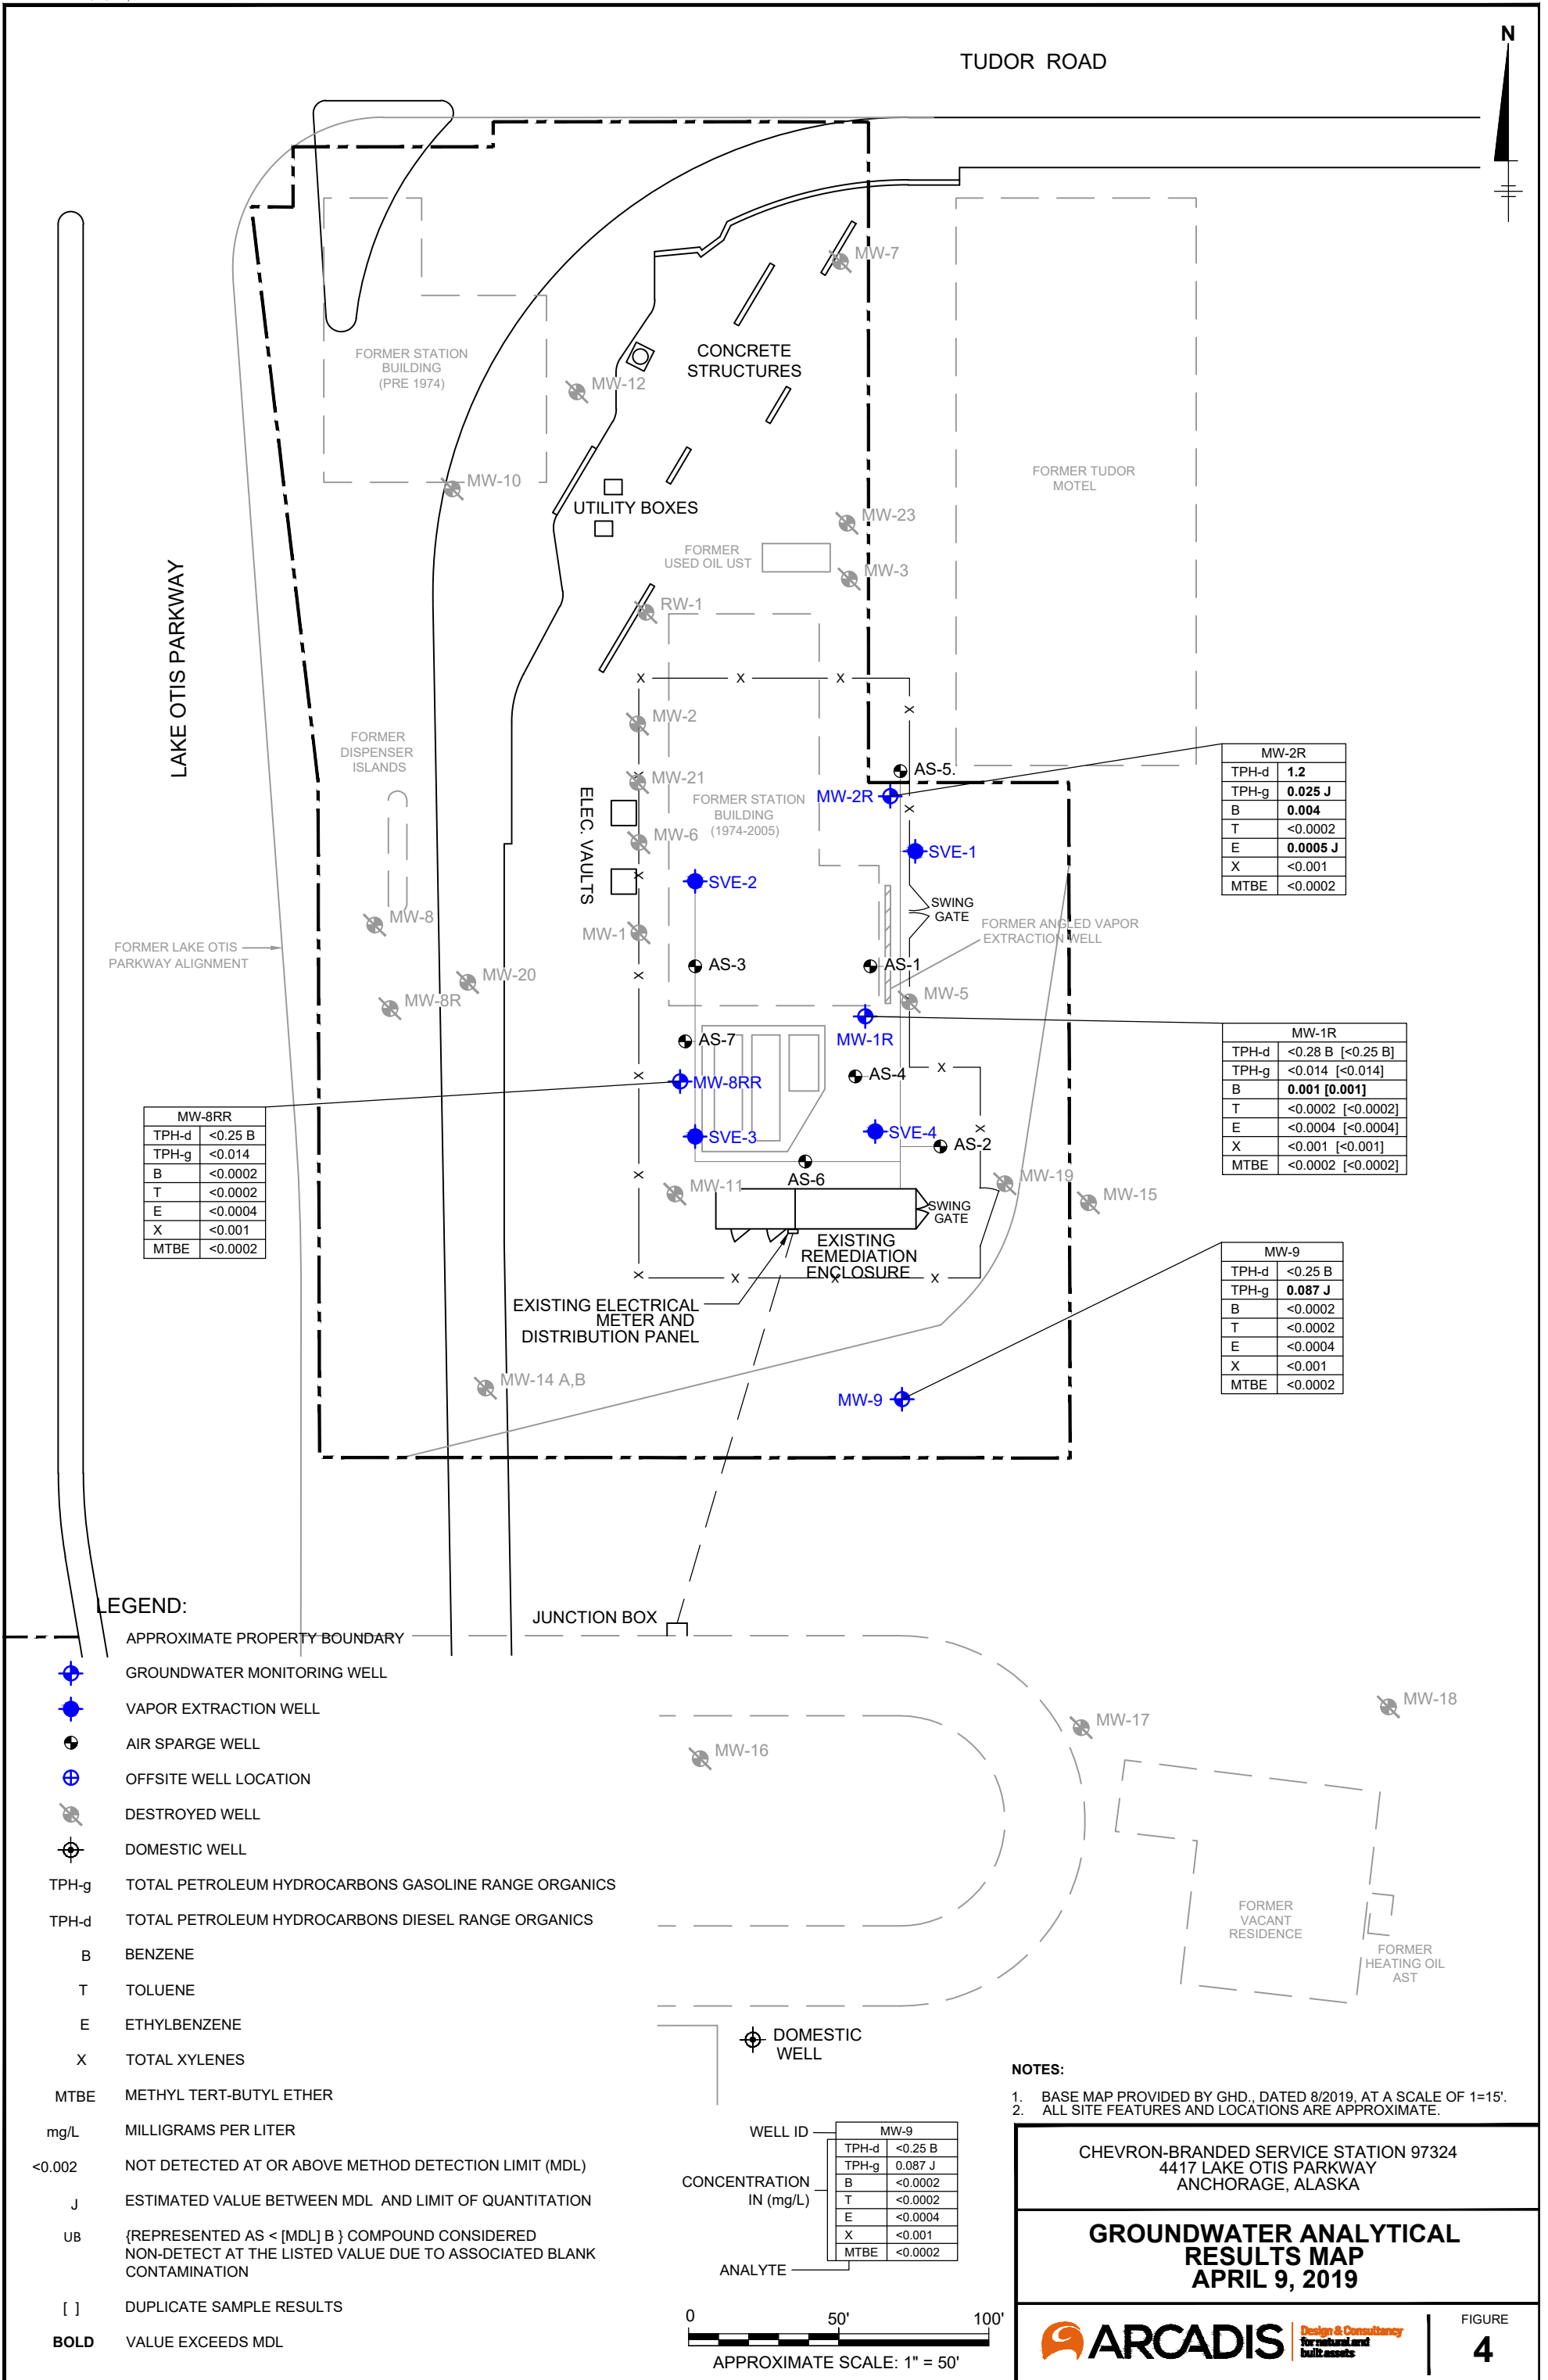 TUDOR ROAD
N
MW-7
CONCRETE
STRUCTURES
FORMER STATION
BUILDING
(PRE 1974)
MW-12
MW-10
UTILITY BOXES
FORMER TUDOR
MOTEL
MW-23
FORMER
USED OIL UST
MW-3
RW-1
LAKE OTIS PARKWAY
X X X
X
MW-2
FORMER
DISPENSER
ISLANDS
X
MW-21
AS-5.
MW-2R
X
FORMER STATION
BUILDING
(1974-2005)
ELEC. VAULTS
MW-6
SVE-1
X
SVE-2
SWING
GATE
MW-8
MW-1
FORMER ANGLED VAPOR
EXTRACTION WELL
FORMER LAKE OTIS
PARKWAY ALIGNMENT
X
AS-3
AS-1
X
MW-20
MW-8R
MW-5
MW-1R
AS-7
X
MW-8RR
AS-4
X
X
SVE-3
SVE-4
AS-2
X
AS-6
MW-11
MW-19
MW-15
SWING
GATE
EXISTING
REMEDIATION
ENCLOSURE
X X X X
EXISTING ELECTRICAL
METER AND
DISTRIBUTION PANEL
MW-14 A,B
MW-9
MW-2R
TPH-d 1.2
TPH-g 0.025 J
B 0.004
T <0.0002
E 0.0005 J
X <0.001
MTBE <0.0002
MW-1R
TPH-d <0.28 B [<0.25 B]
TPH-g <0.014 [<0.014]
B 0.001 [0.001]
T <0.0002 [<0.0002]
E <0.0004 [<0.0004]
X <0.001 [<0.001]
MTBE <0.0002 [<0.0002]
MW-8RR
TPH-d <0.25 B
TPH-g <0.014
B <0.0002
T <0.0002
E <0.0004
X <0.001
MTBE <0.0002
MW-9
TPH-d <0.25 B
TPH-g 0.087 J
B <0.0002
T <0.0002
E <0.0004
X <0.001
MTBE <0.0002
JUNCTION BOX
MW-16
MW-17
MW-18
FORMER
VACANT
RESIDENCE
FORMER
HEATING OIL
AST
DOMESTIC
WELL
LEGEND:
APPROXIMATE PROPERTY BOUNDARY
GROUNDWATER MONITORING WELL
VAPOR EXTRACTION WELL
AIR SPARGE WELL
OFFSITE WELL LOCATION
DESTROYED WELL
DOMESTIC WELL
TPH-g TOTAL PETROLEUM HYDROCARBONS GASOLINE RANGE ORGANICS
TPH-d TOTAL PETROLEUM HYDROCARBONS DIESEL RANGE ORGANICS
B BENZENE
T TOLUENE
E ETHYLBENZENE
X TOTAL XYLENES
MTBE METHYL TERT-BUTYL ETHER
mg/L MILLIGRAMS PER LITER
<0.002 NOT DETECTED AT OR ABOVE METHOD DETECTION LIMIT (MDL)
J ESTIMATED VALUE BETWEEN MDL AND LIMIT OF QUANTITATION
UB {REPRESENTED AS < [MDL] B } COMPOUND CONSIDERED
NON-DETECT AT THE LISTED VALUE DUE TO ASSOCIATED BLANK
CONTAMINATION
[ ] DUPLICATE SAMPLE RESULTS
BOLD VALUE EXCEEDS MDL
WELL ID
CONCENTRATION
IN (mg/L)
ANALYTE
MW-9
TPH-d <0.25 B
TPH-g 0.087 J
B <0.0002
T <0.0002
E <0.0004
X <0.001
MTBE <0.0002
0 50' 100'
APPROXIMATE SCALE: 1" = 50'
NOTES:
1. BASE MAP PROVIDED BY GHD., DATED 8/2019, AT A SCALE OF 1=15'.
2. ALL SITE FEATURES AND LOCATIONS ARE APPROXIMATE.
CHEVRON-BRANDED SERVICE STATION 97324
4417 LAKE OTIS PARKWAY
ANCHORAGE, ALASKA
GROUNDWATER ANALYTICAL
RESULTS MAP
APRIL 9, 2019
ARCADIS
Design & Consultancy
for natural and
built assets
FIGURE
4